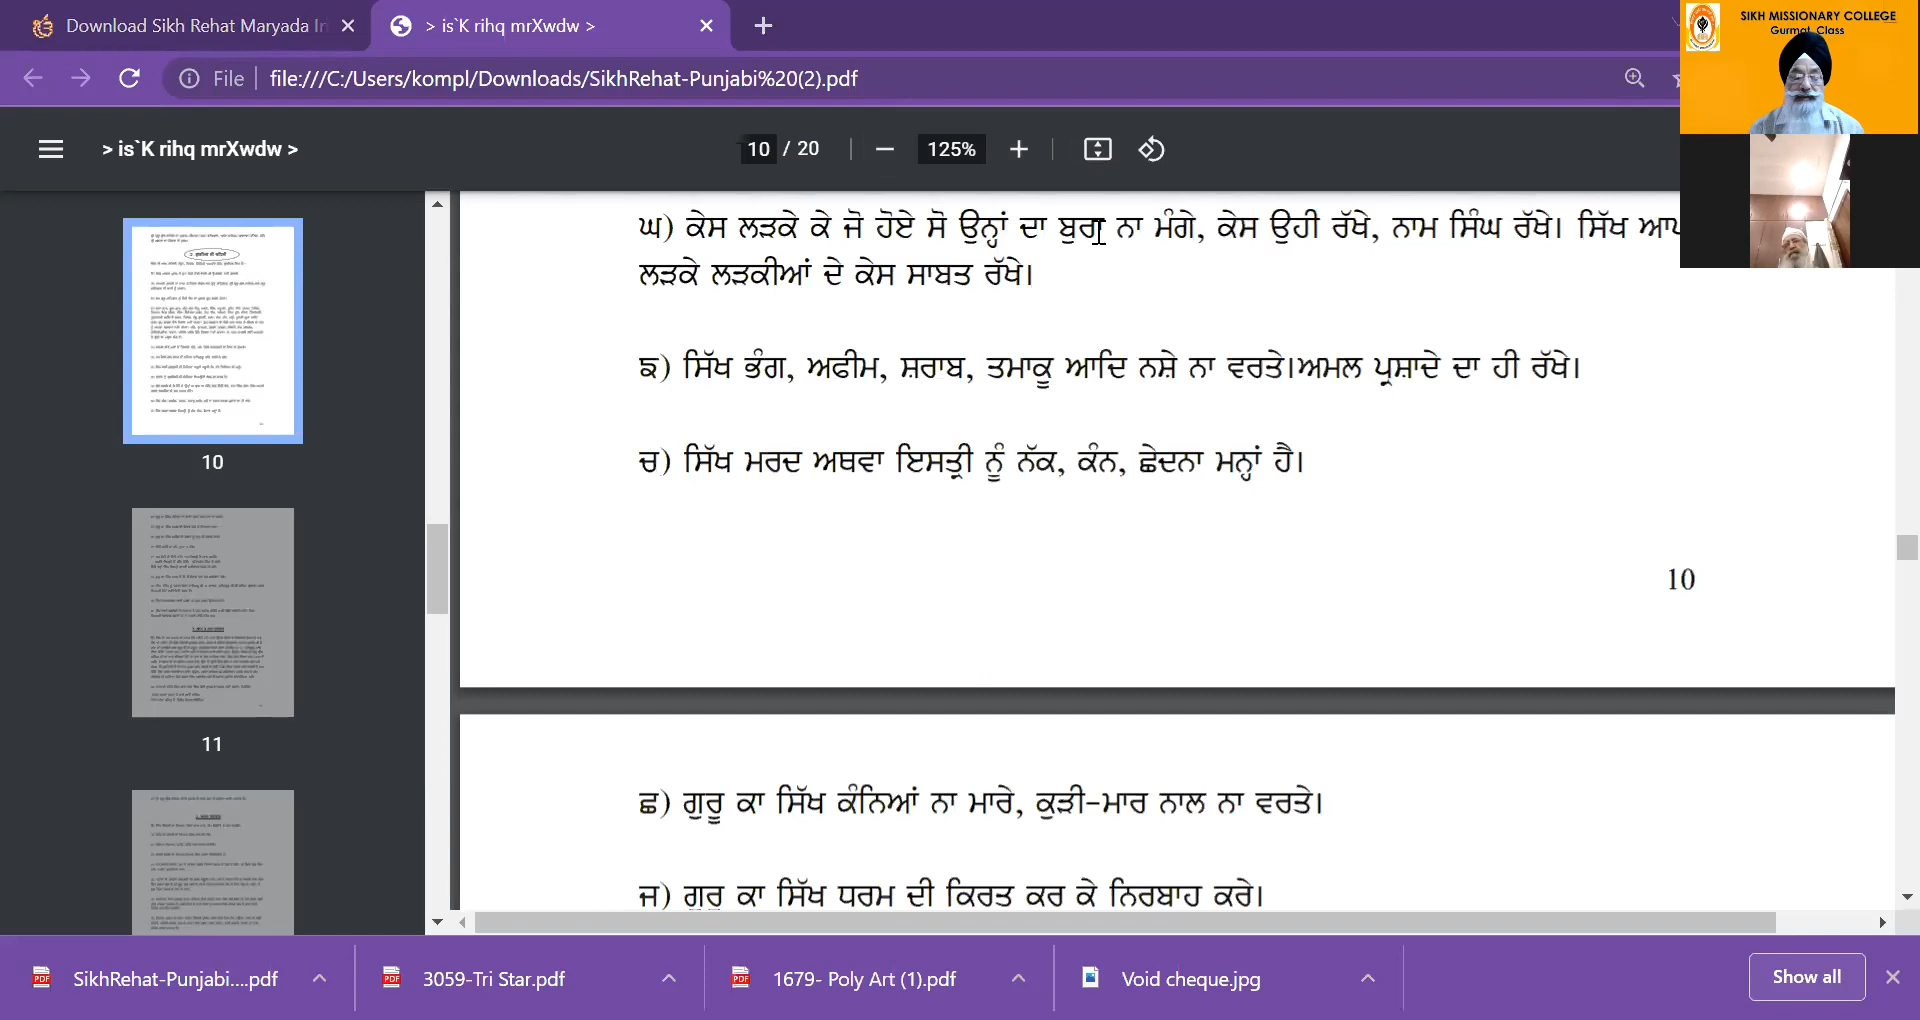 Download Sikh Rehat Maryada In
> is`K rihq mrXwdw >
File
file:///C:/Users/kompl/Downloads/SikhRehat-Punjabi%20(2).pdf
SIKH MISSIONARY COLLEGE
Gurmat Class
> is`K rihq mrXwdw >
10 / 20
125%
ਘ) ਕੇਸ ਲੜਕੇ ਕੇ ਜੋ ਹੋਏ ਸੋ ਉਨ੍ਹਾਂ ਦਾ ਬੁਰਾ ਨਾ ਮੰਗੇ, ਕੇਸ ਉਹੀ ਰੱਖੇ, ਨਾਮ ਸਿੰਘ ਰੱਖੇ। ਸਿੱਖ
ਲੜਕੇ ਲੜਕੀਆਂ ਦੇ ਕੇਸ ਸਾਬਤ ਰੱਖੇ।
ਙ) ਸਿੱਖ ਭੰਗ, ਅਫੀਮ, ਸ਼ਰਾਬ, ਤਮਾਕੂ ਆਦਿ ਨਸ਼ੇ ਨਾ ਵਰਤੇ।ਅਮਲ ਪ੍ਰਸ਼ਾਦੇ ਦਾ ਹੀ ਰੱਖੇ।
ਚ) ਸਿੱਖ ਮਰਦ ਅਥਵਾ ਇਸਤ੍ਰੀ ਨੂੰ ਨੱਕ, ਕੰਨ, ਛੇਦਨਾ ਮਨ੍ਹਾਂ ਹੈ।
10
ਛ) ਗੁਰੂ ਕਾ ਸਿੱਖ ਕੰਨਿਆਂ ਨਾ ਮਾਰੇ, ਕੁੜੀ-ਮਾਰ ਨਾਲ ਨਾ ਵਰਤੇ।
ਜ) ਗੁਰੂ ਕਾ ਸਿੱਖ ਧਰਮ ਦੀ ਕਿਰਤ ਕਰ ਕੇ ਨਿਰਬਾਹ ਕਰੇ।
10
11
SikhRehat-Punjabi....pdf
3059-Tri Star.pdf
1679- Poly Art (1).pdf
Void cheque.jpg
Show all